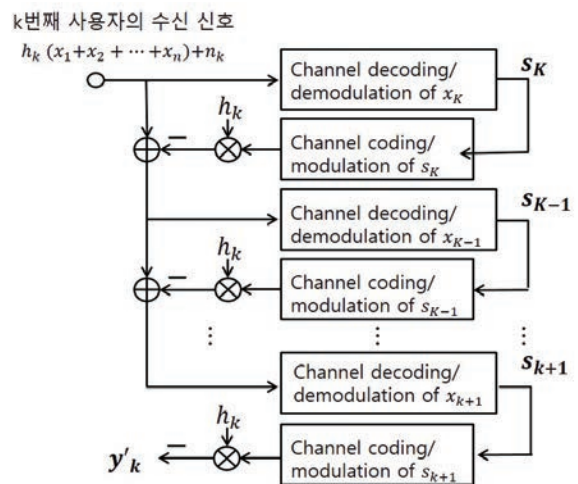 k번째 사용자의 수신 신호
h_k (x_1+x_2 + ⋯ +x_n)+n_k
Channel decoding/
demodulation of x_K
s_K
h_k
−
Channel coding/
modulation of s_K
Channel decoding/
demodulation of x_{K−1}
s_{K−1}
h_k
−
Channel coding/
modulation of s_{K−1}
⋮ ⋮ ⋮
Channel decoding/
demodulation of x_{k+1}
s_{k+1}
h_k
−
Channel coding/
modulation of s_{k+1}
y'_k